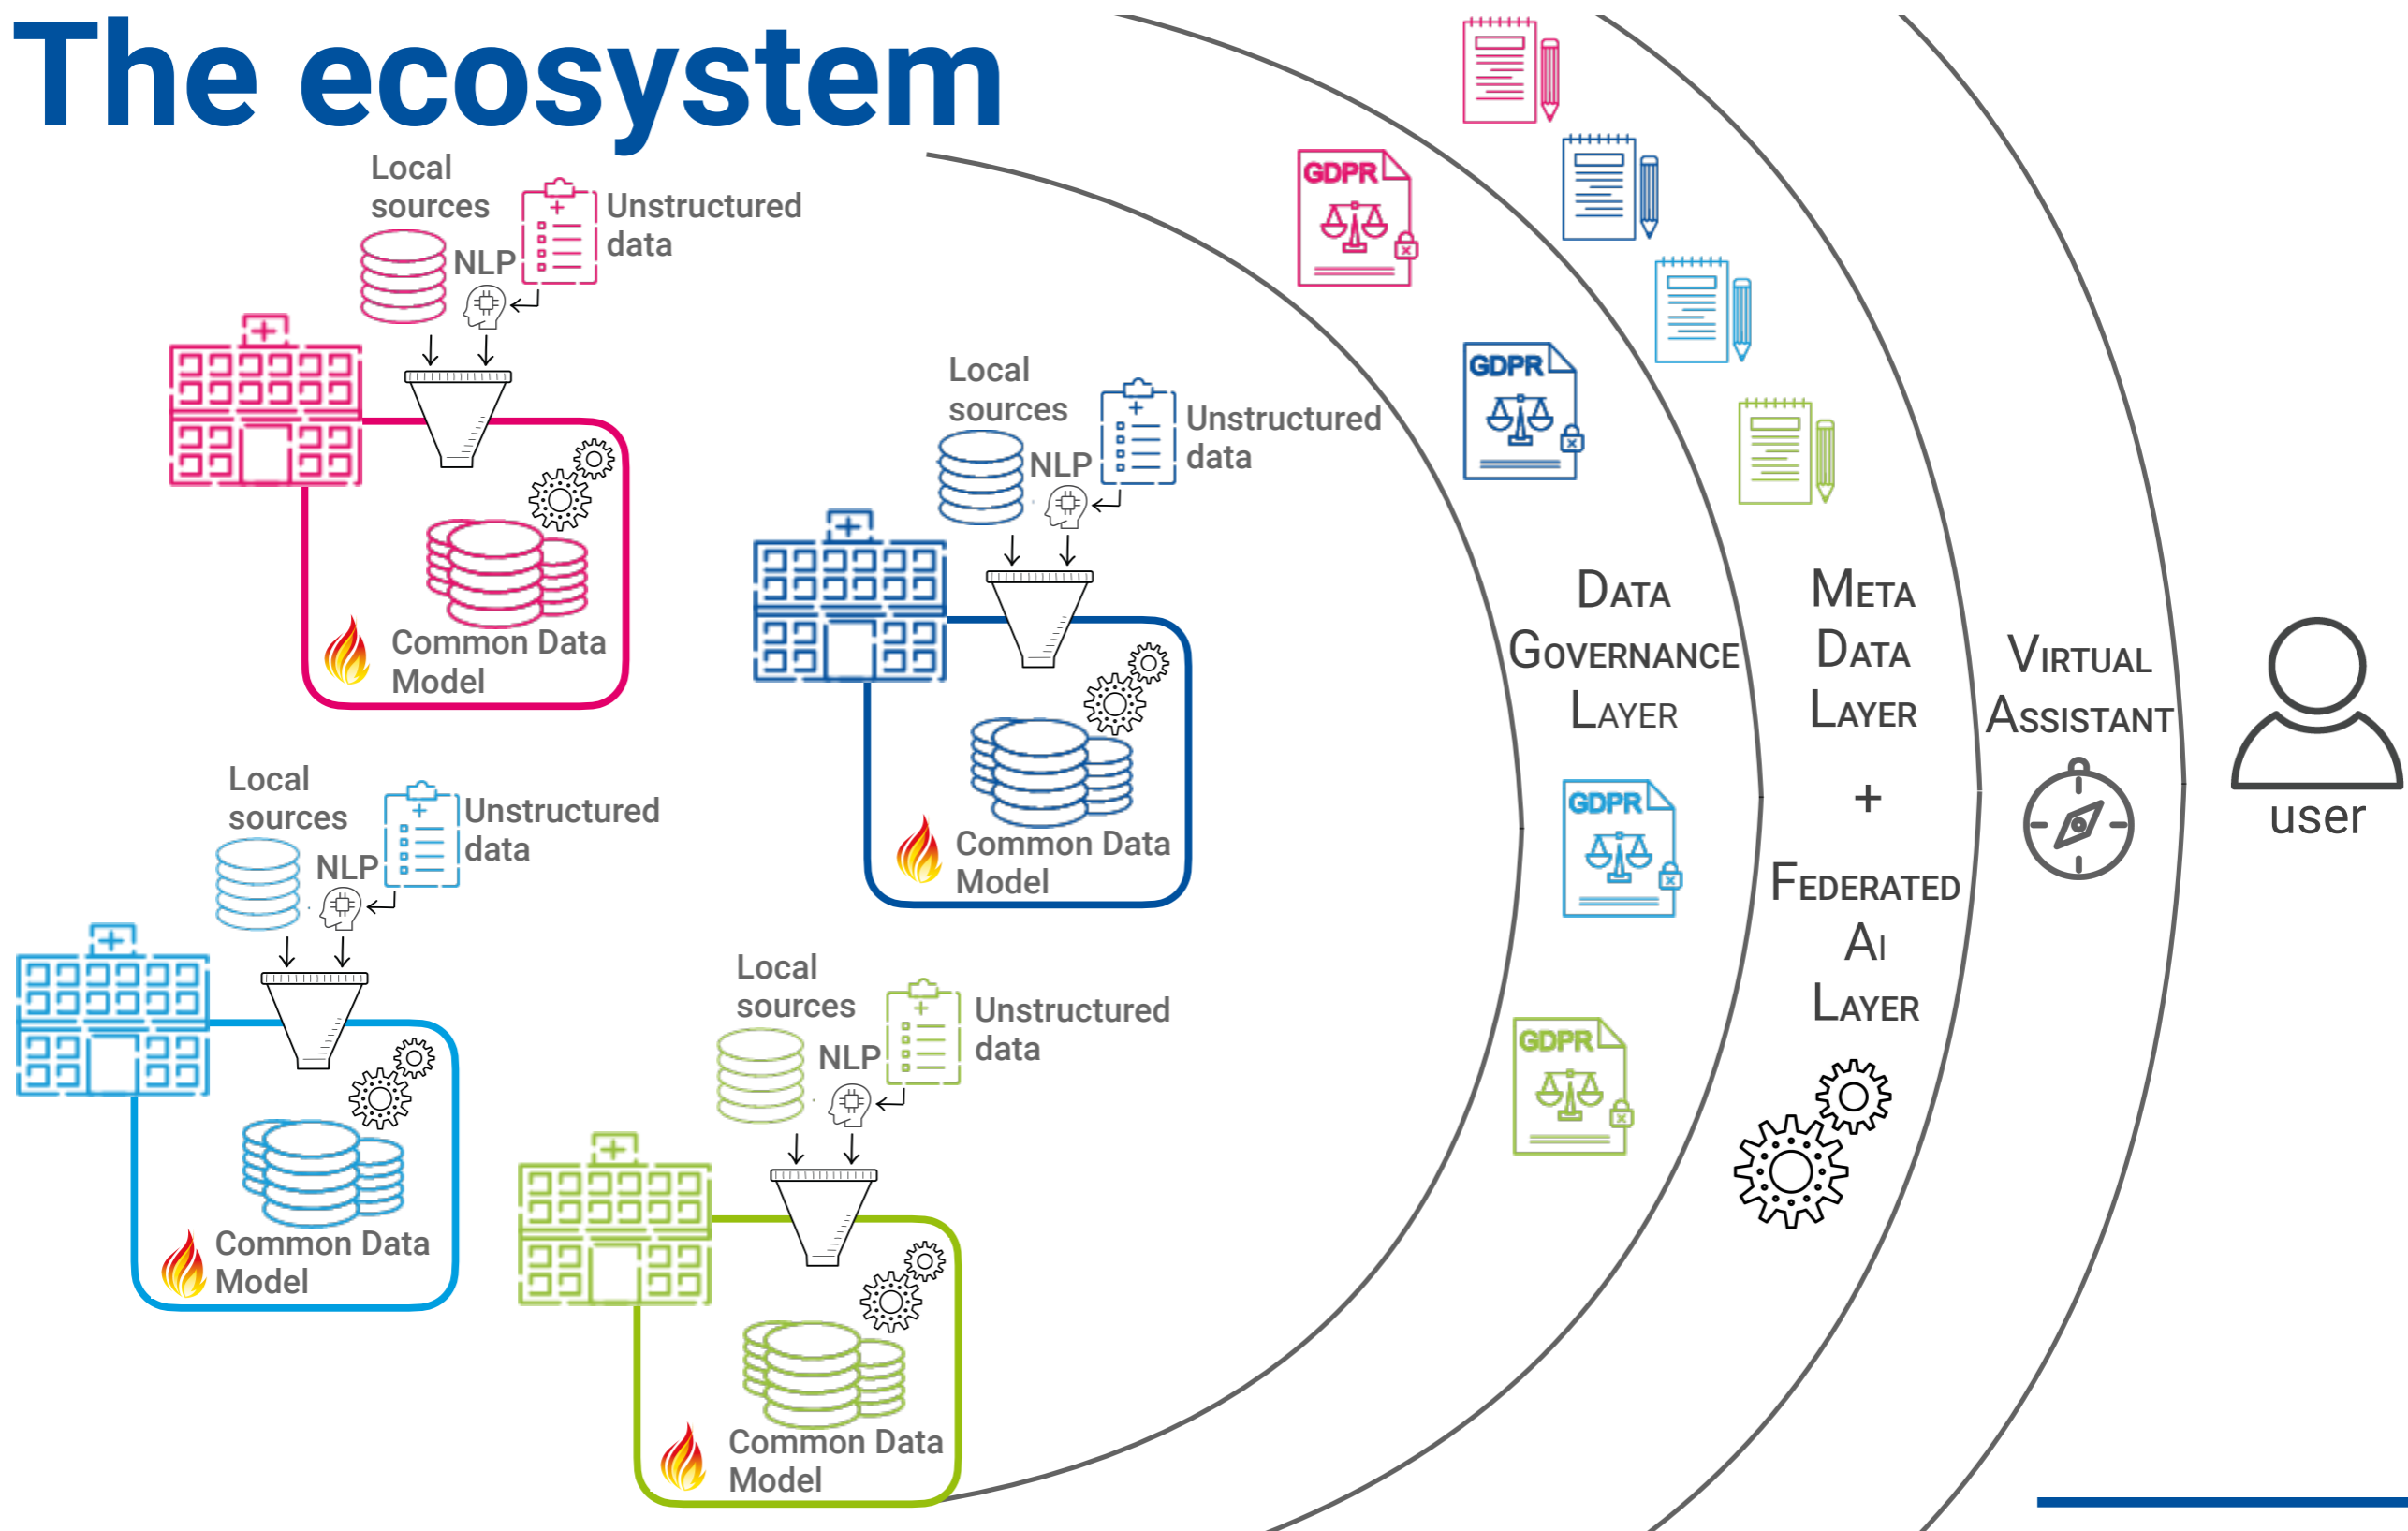 The ecosystem
Local
sources
NLP
Unstructured
data
Common Data
Model
Local
sources
NLP
Unstructured
data
Common Data
Model
Local
sources
NLP
Unstructured
data
Common Data
Model
Local
sources
NLP
Unstructured
data
Common Data
Model
GDPR
GDPR
GDPR
GDPR
DATA
GOVERNANCE
LAYER
META
DATA
LAYER
+
FEDERATED
AI
LAYER
VIRTUAL
ASSISTANT
user